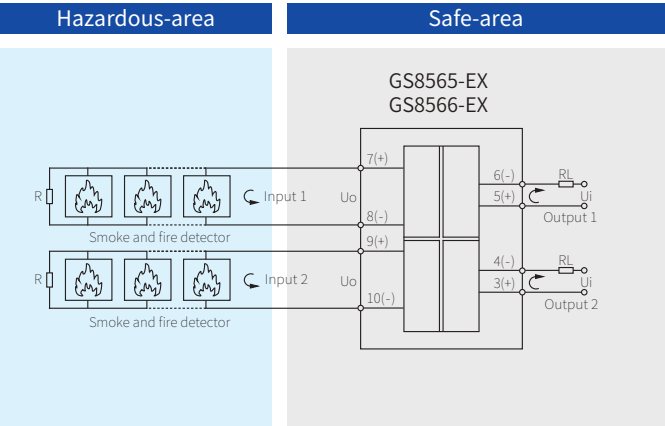 Hazardous-area
Safe-area
GS8565-EX
GS8566-EX
7(+)
6(-)
RL
R
Input 1
Uo
5(+)
Ui
8(-)
Output 1
Smoke and fire detector
9(+)
4(-)
RL
R
Input 2
Uo
3(+)
Ui
10(-)
Output 2
Smoke and fire detector